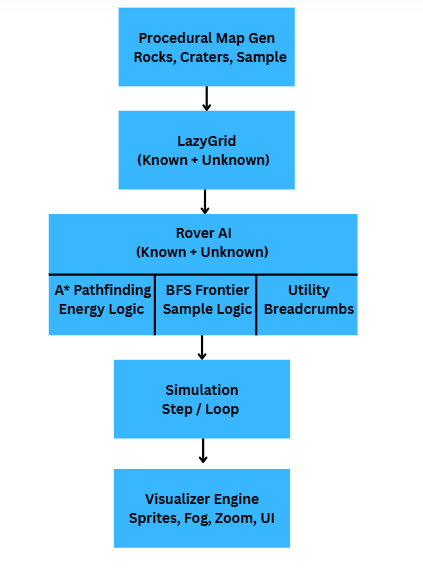 Procedural Map Gen
Rocks, Craters, Sample
LazyGrid
(Known + Unknown)
Rover AI
(Known + Unknown)
A* Pathfinding
Energy Logic
BFS Frontier
Sample Logic
Utility
Breadcrumbs
Simulation
Step / Loop
Visualizer Engine
Sprites, Fog, Zoom, UI